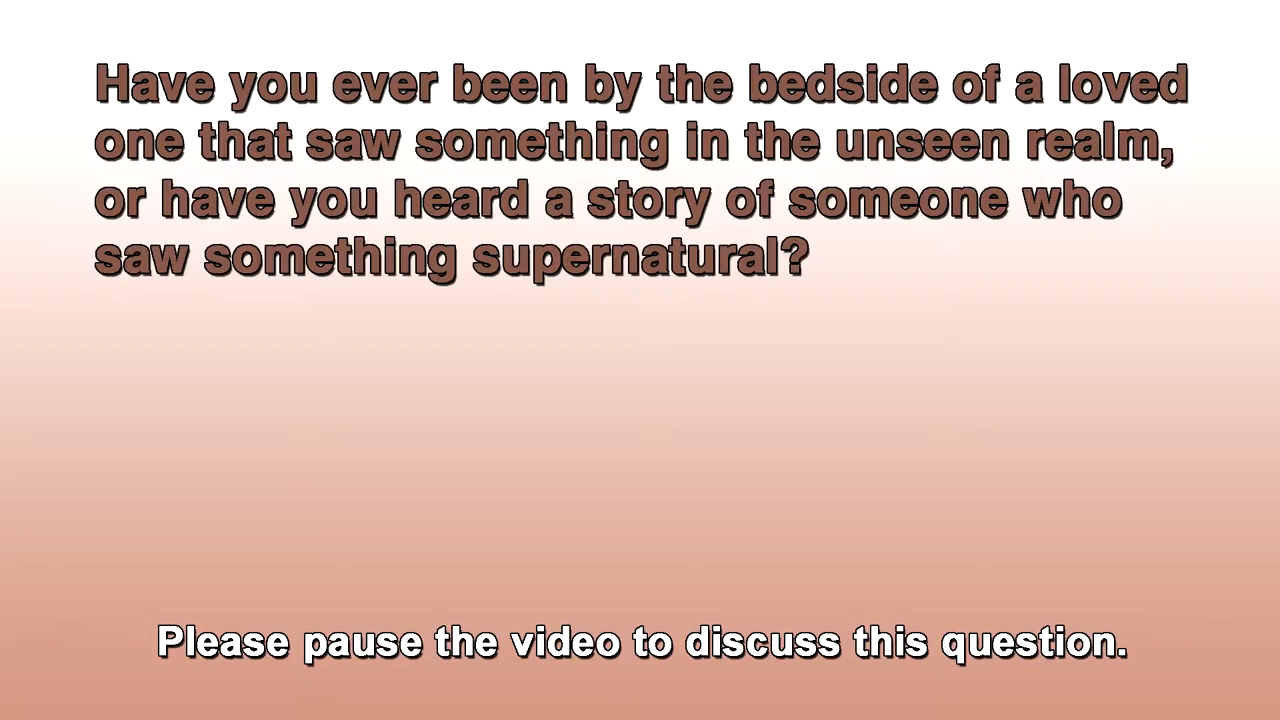 Have you ever been by the bedside of a loved
one that saw something in the unseen realm,
or have you heard a story of someone who
saw something supernatural?
Please pause the video to discuss this question.